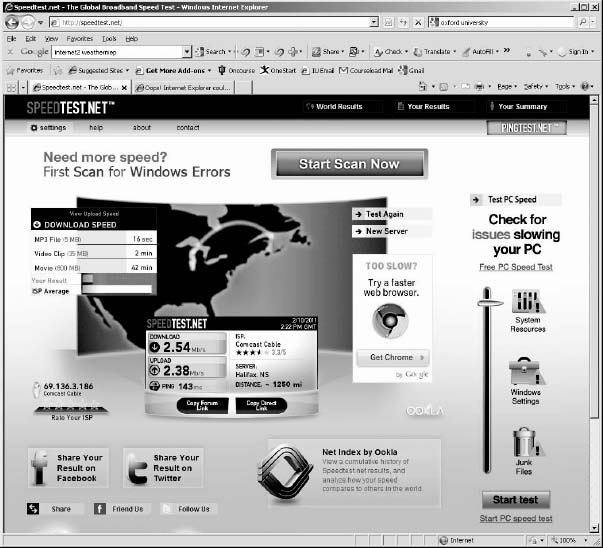 Speedtest.net - The Global Broadband Speed Test - Windows Internet Explorer
http://speedtest.net/
oxford university
File Edit View Favorites Tools Help
Google internet2 weathermap Search Share Check Translate AutoFill Sign In
Favorites Suggested Sites Get More Add-ons Oncourse OneStart IU Email Courseload Mail Gmail
Speedtest.net - The Glob... Oops! Internet Explorer coul...
Page Safety Tools
SPEEDTEST.NET™
World Results Your Results Your Summary
settings help about contact
PINGTEST.NET™
Need more speed?
First Scan for Windows Errors
Start Scan Now
View Upload Speed
DOWNLOAD SPEED
MP3 File (5 MB) 16 sec
Video Clip (35 MB) 2 min
Movie (800 MB) 42 min
Your Result
ISP Average
Test Again
New Server
TOO SLOW?
Try a faster
web browser.
Get Chrome
by Google
Test PC Speed
Check for
issues slowing
your PC
Free PC Speed Test
System
Resources
Windows
Settings
Junk
Files
Start test
Start PC speed test
SPEEDTEST.NET
2/10/2011
2:22 PM GMT
DOWNLOAD
2.54 Mb/s
UPLOAD
2.38 Mb/s
PING 143 ms
ISP:
Comcast Cable
3.3/5
SERVER:
Halifax, NS
DISTANCE: ~ 1250 mi
Copy Forum
Link
Copy Direct
Link
69.136.3.186
Comcast Cable
Rate Your ISP
OOKLA
Share Your
Result on
Facebook
Share Your
Result on
Twitter
Net Index by Ookla
View a cumulative history of
Speedtest.net results, and
analyze how your speed
compares to others in the world.
Share Friend Us Follow Us
Internet 100%